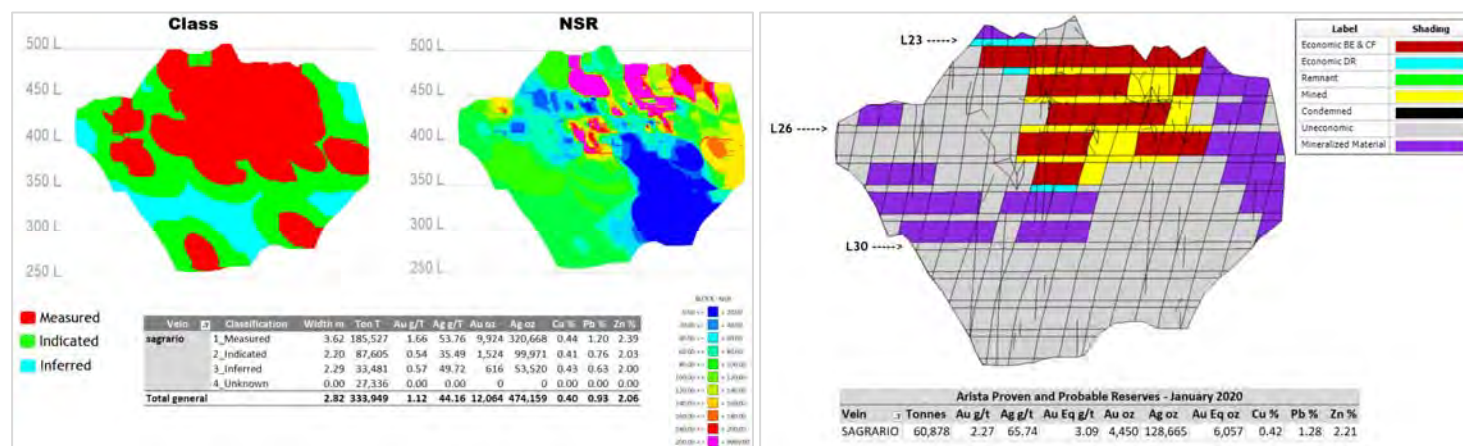 Class
NSR
500 L
450 L
400 L
350 L
300 L
250 L
500 L
450 L
400 L
350 L
300 L
250 L
Measured
Indicated
Inferred
Vein Classification Width m Ton T Au g/T Ag g/T Au oz Ag oz Cu % Pb % Zn %
sagrario 1_Measured 3.62 185,527 1.66 53.76 9,924 320,668 0.44 1.20 2.39
2_Indicated 2.20 87,605 0.54 35.49 1,524 99,971 0.41 0.76 2.03
3_Inferred 2.29 33,481 0.57 49.72 616 53,520 0.43 0.63 2.00
4_Unknown 0.00 27,336 0.00 0.00 0 0 0.00 0.00 0.00
Total general 2.82 333,949 1.12 44.16 12,064 474,159 0.40 0.93 2.06
L23 ----->
L26 ----->
L30 ----->
Label Shading
Economic BE & CF
Economic DR
Remnant
Mined
Condemned
Uneconomic
Mineralized Material
Arista Proven and Probable Reserves - January 2020
Vein Tonnes Au g/t Ag g/t Au Eq g/t Au oz Ag oz Au Eq oz Cu % Pb % Zn %
SAGRARIO 60,878 2.27 65.74 3.09 4,450 128,665 6,057 0.42 1.28 2.21